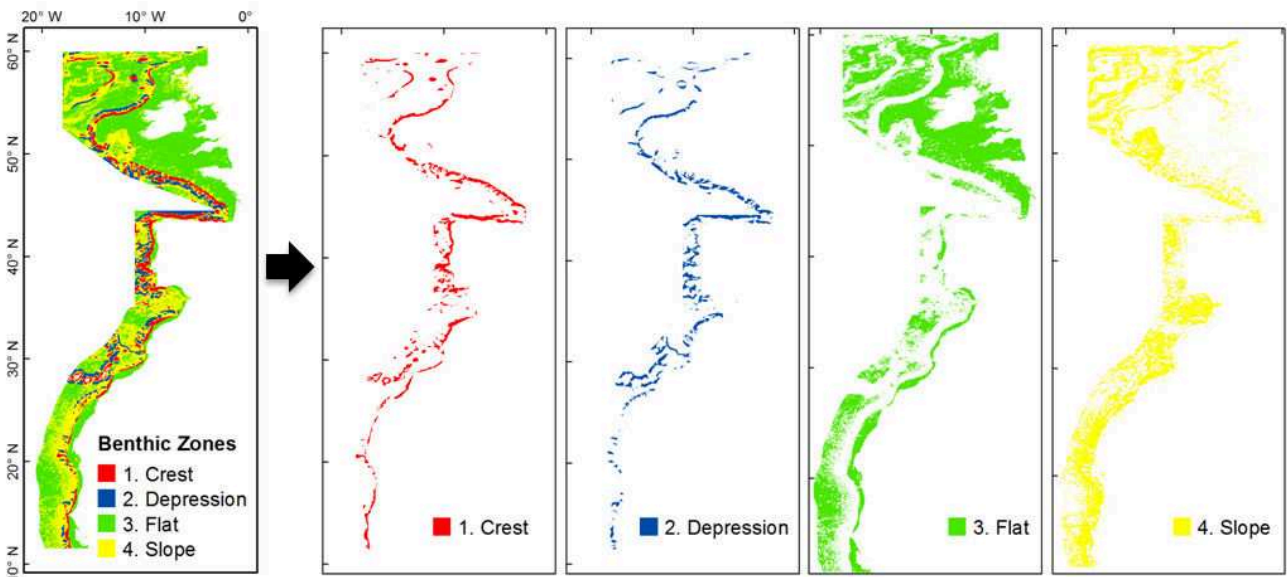 20° W
10° W
0°
60° N
50° N
40° N
30° N
20° N
10° N
Benthic Zones
1. Crest
2. Depression
3. Flat
4. Slope
1. Crest
2. Depression
3. Flat
4. Slope